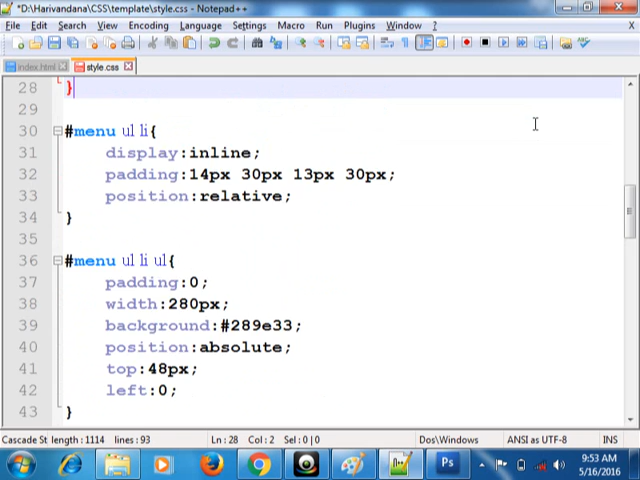 *D:\Harivandana\CSS\template\style.css - Notepad++
File Edit Search View Encoding Language Settings Macro Run Plugins Window ?
index.html style.css
28 }
29
30 #menu ul li{
31 display:inline;
32 padding:14px 30px 13px 30px;
33 position:relative;
34 }
35
36 #menu ul li ul{
37 padding:0;
38 width:280px;
39 background:#289e33;
40 position:absolute;
41 top:48px;
42 left:0;
43 }
Cascade St length : 1114 lines : 93 Ln : 28 Col : 2 Sel : 0 | 0 Dos\Windows ANSI as UTF-8 INS
Ps
9:53 AM
5/16/2016